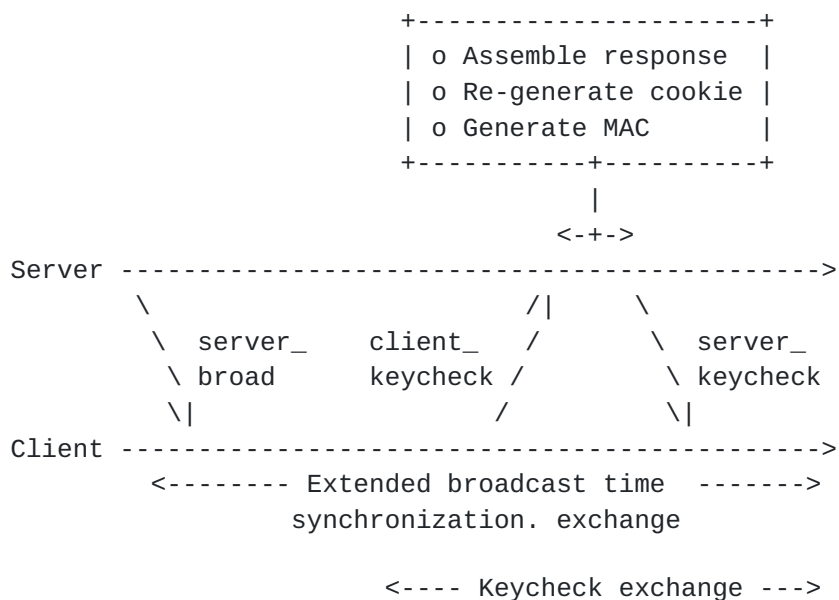 o Assemble response
o Re-generate cookie
o Generate MAC
Server
server_ client_ server_
broad keycheck keycheck
Client
Extended broadcast time
synchronization. exchange
Keycheck exchange